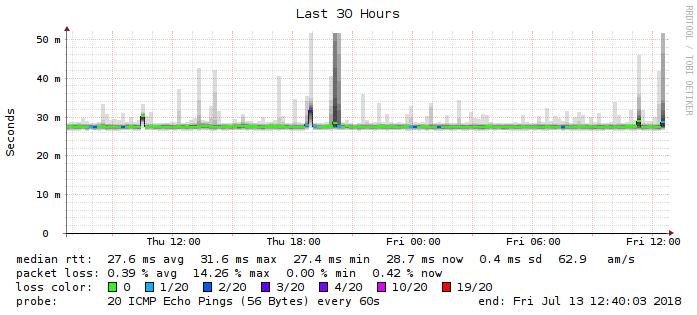 Last 30 Hours
RRDTOOL / TOBI OETIKER
Seconds
50 m
40 m
30 m
20 m
10 m
0
Thu 12:00 Thu 18:00 Fri 00:00 Fri 06:00 Fri 12:00
median rtt: 27.6 ms avg 31.6 ms max 27.4 ms min 28.7 ms now 0.4 ms sd 62.9 am/s
packet loss: 0.39 % avg 14.26 % max 0.00 % min 0.42 % now
loss color: 0 1/20 2/20 3/20 4/20 10/20 19/20
probe: 20 ICMP Echo Pings (56 Bytes) every 60s end: Fri Jul 13 12:40:03 2018